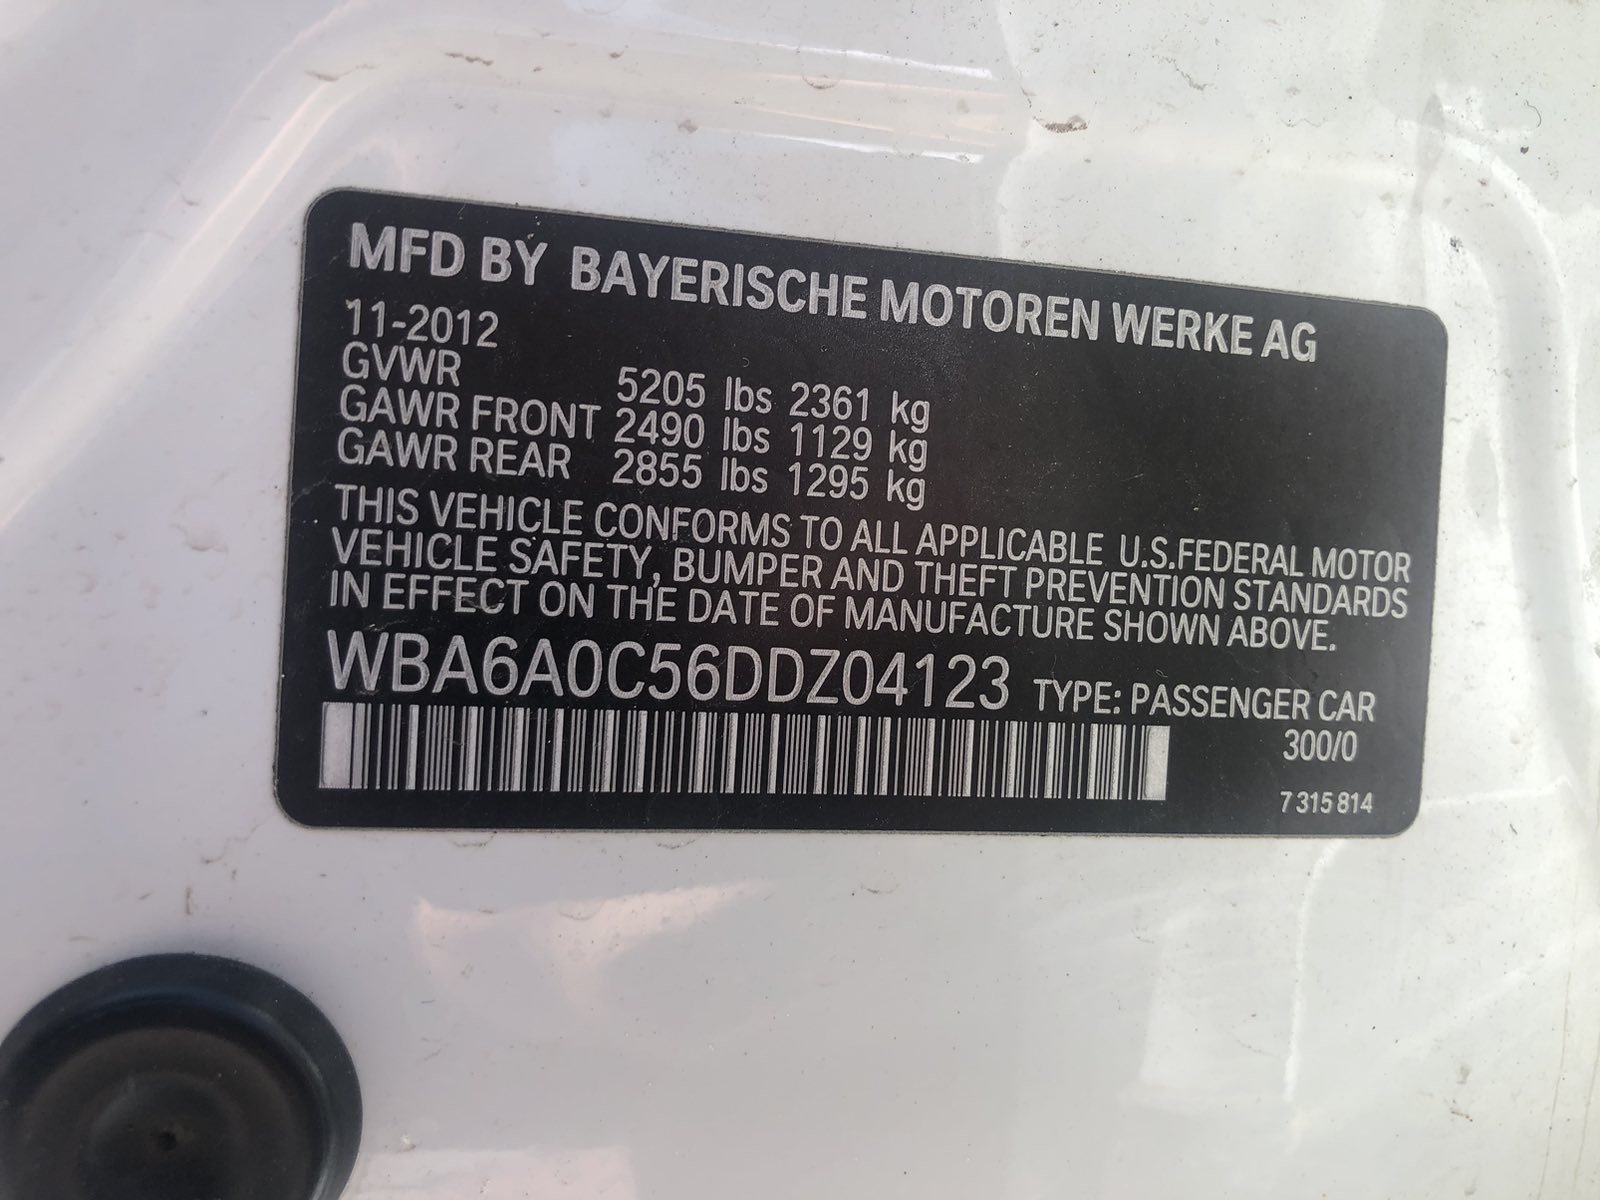 MFD BY BAYERISCHE MOTOREN WERKE AG
11-2012
GVWR 5205 lbs 2361 kg
GAWR FRONT 2490 lbs 1129 kg
GAWR REAR 2855 lbs 1295 kg
THIS VEHICLE CONFORMS TO ALL APPLICABLE U.S.FEDERAL MOTOR
VEHICLE SAFETY, BUMPER AND THEFT PREVENTION STANDARDS
IN EFFECT ON THE DATE OF MANUFACTURE SHOWN ABOVE.
WBA6A0C56DDZ04123 TYPE: PASSENGER CAR
300/0
7 315 814